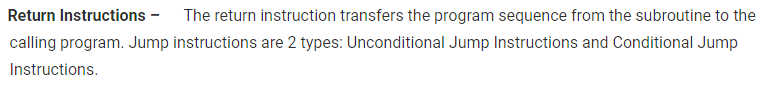 Return Instructions – The return instruction transfers the program sequence from the subroutine to the
calling program. Jump instructions are 2 types: Unconditional Jump Instructions and Conditional Jump
Instructions.